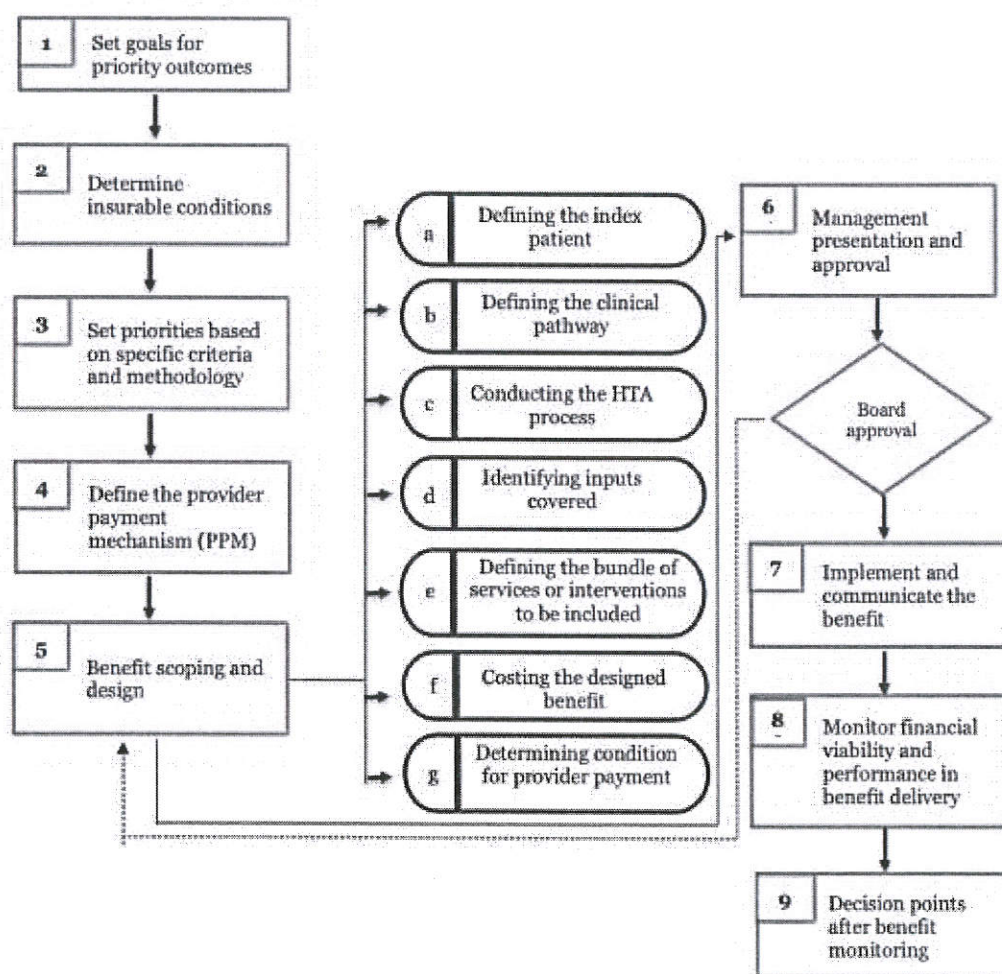 1
Set goals for
priority outcomes
2
Determine
insurable conditions
3
Set priorities based
on specific criteria
and methodology
4
Define the provider
payment
mechanism (PPM)
5
Benefit scoping and
design
a
Defining the index
patient
b
Defining the clinical
pathway
c
Conducting the HTA
process
d
Identifying inputs
covered
e
Defining the bundle of
services or interventions
to be included
f
Costing the designed
benefit
g
Determining condition
for provider payment
6
Management
presentation and
approval
Board
approval
7
Implement and
communicate the
benefit
8
Monitor financial
viability and
performance in
benefit delivery
9
Decision points
after benefit
monitoring